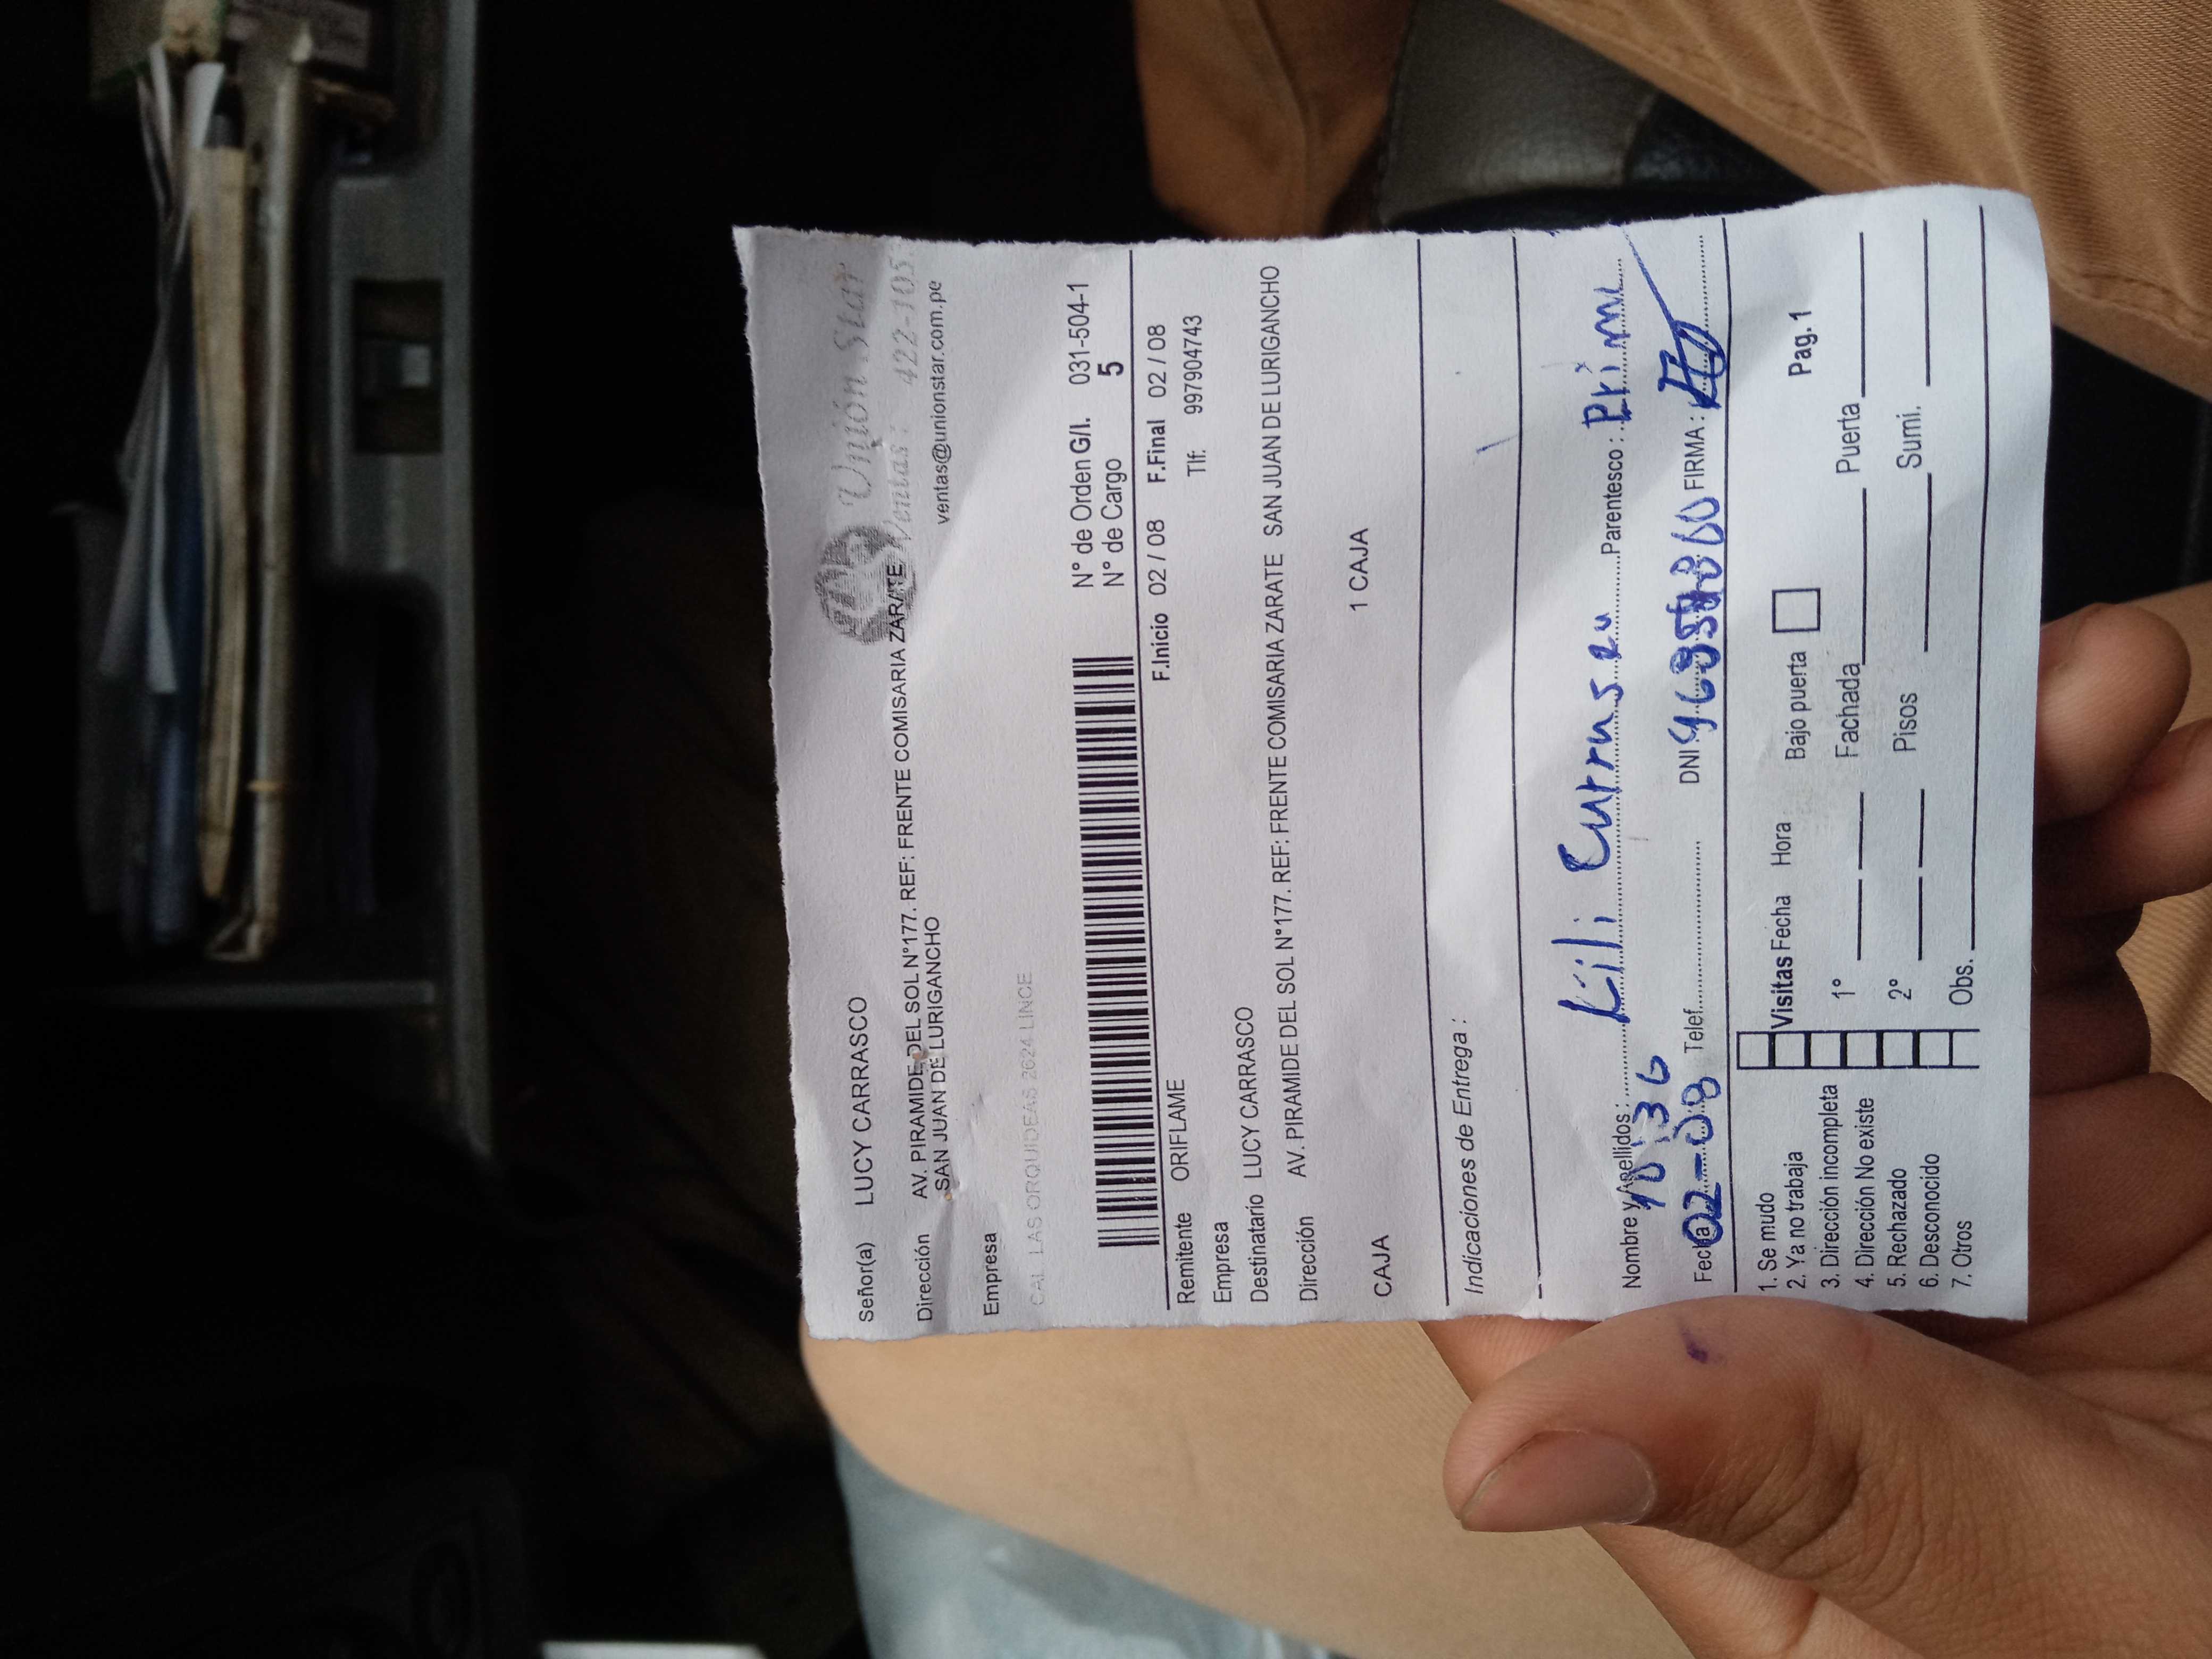 Unión Star
Señor(a) LUCY CARRASCO
Ventas: 422-105
Dirección AV. PIRAMIDE DEL SOL N°177. REF: FRENTE COMISARIA ZARATE
SAN JUAN DE LURIGANCHO
ventas@unionstar.com.pe
Empresa
CAL. LAS ORQUIDEAS 2624 LINCE
N° de Orden G/I. 031-5004-1
N° de Cargo 5
F.Inicio 02 / 08 F.Final 02 / 08
Remitente ORIFLAME
Tlf: 997904743
Empresa
Destinatario LUCY CARRASCO
Dirección AV. PIRAMIDE DEL SOL N°177. REF: FRENTE COMISARIA ZARATE SAN JUAN DE LURIGANCHO
CAJA 1 CAJA
Indicaciones de Entrega :
Nombre y Apellidos : Lili Parentesco :
10:36
Fecha 02-08 Telef. DNI FIRMA :
1. Se mudo
2. Ya no trabaja
3. Dirección incompleta
4. Dirección No existe
5. Rechazado
6. Desconocido
7. Otros
Visitas Fecha Hora Bajo puerta Pag. 1
1° Fachada Puerta
2° Pisos Sumi.
Obs.